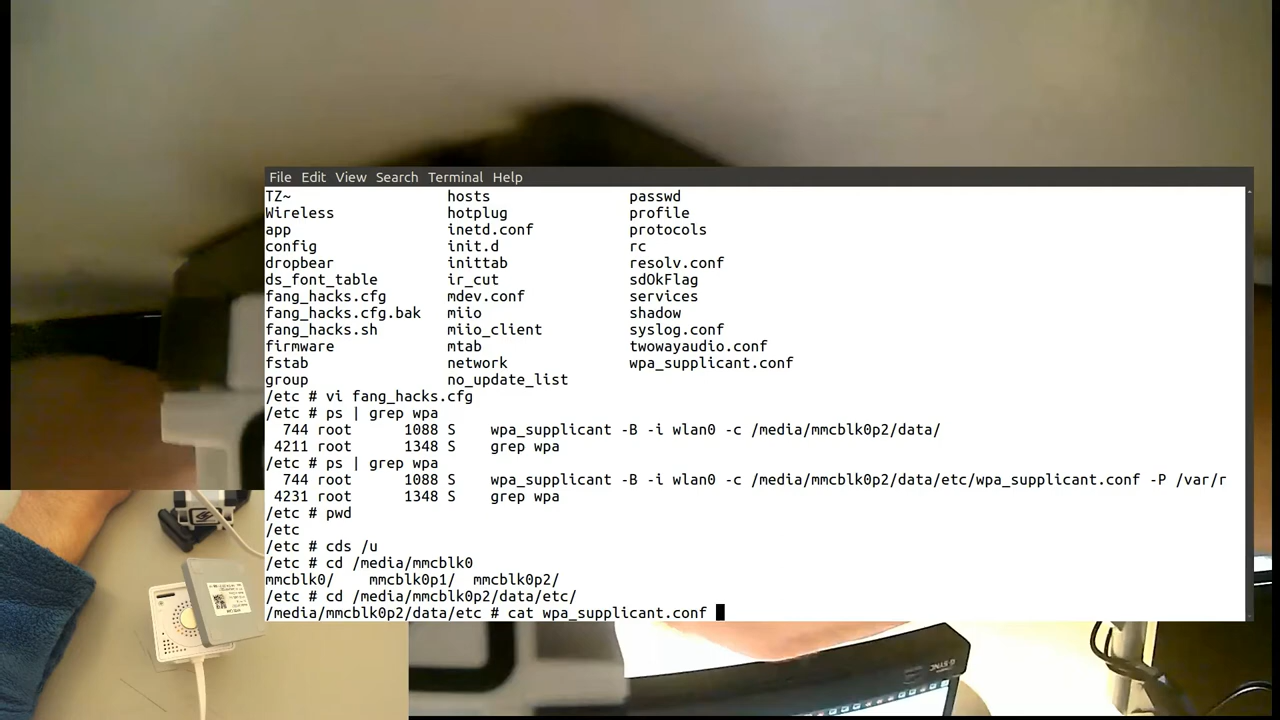 File Edit View Search Terminal Help
TZ~ hosts passwd
Wireless hotplug profile
app inetd.conf protocols
config init.d rc
dropbear inittab resolv.conf
ds_font_table ir_cut sdOkFlag
fang_hacks.cfg mdev.conf services
fang_hacks.cfg.bak miio shadow
fang_hacks.sh miio_client syslog.conf
firmware mtab twowayaudio.conf
fstab network wpa_supplicant.conf
group no_update_list
/etc # vi fang_hacks.cfg
/etc # ps | grep wpa
744 root 1088 S wpa_supplicant -B -i wlan0 -c /media/mmcblk0p2/data/
4211 root 1348 S grep wpa
/etc # ps | grep wpa
744 root 1088 S wpa_supplicant -B -i wlan0 -c /media/mmcblk0p2/data/etc/wpa_supplicant.conf -P /var/r
4231 root 1348 S grep wpa
/etc # pwd
/etc
/etc # cds /u
/etc # cd /media/mmcblk0
mmcblk0/ mmcblk0p1/ mmcblk0p2/
/etc # cd /media/mmcblk0p2/data/etc/
/media/mmcblk0p2/data/etc # cat wpa_supplicant.conf
G-SYNC